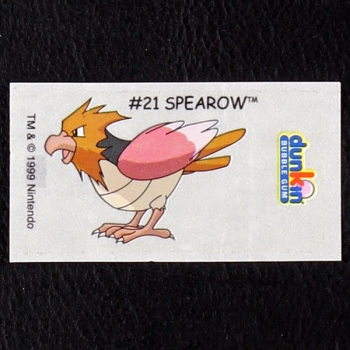 #21 SPEAROW™
TM & © 1999 Nintendo
dunkin
BUBBLE GUM